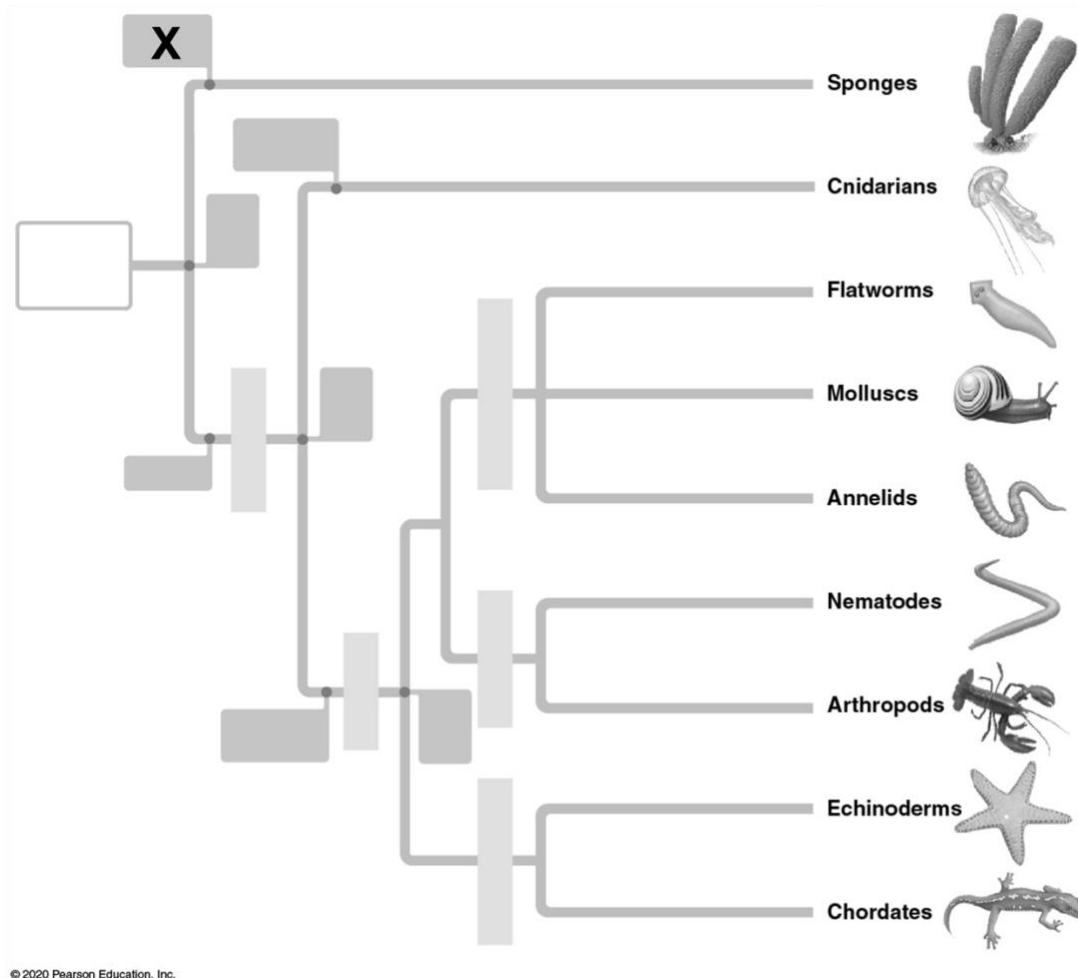 X
Sponges
Cnidarians
Flatworms
Molluscs
Annelids
Nematodes
Arthropods
Echinoderms
Chordates
© 2020 Pearson Education, Inc.